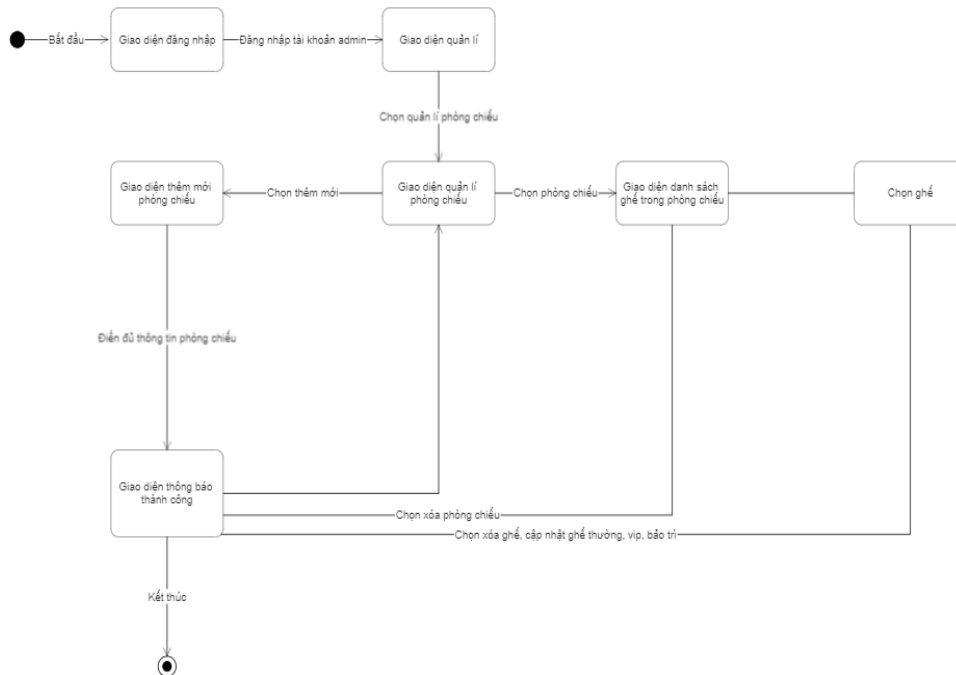 Bắt đầu
Giao diện đăng nhập
Đăng nhập tài khoản admin
Giao diện quản lí
Chọn quản lí phòng chiếu
Giao diện thêm mới
phòng chiếu
Chọn thêm mới
Giao diện quản lí
phòng chiếu
Chọn phòng chiếu
Giao diện danh sách
ghế trong phòng chiếu
Chọn ghế
Điền đủ thông tin phòng chiếu
Giao diện thông báo
thành công
Chọn xóa phòng chiếu
Chọn xóa ghế, cập nhật ghế thường, vip, bảo trì
Kết thúc